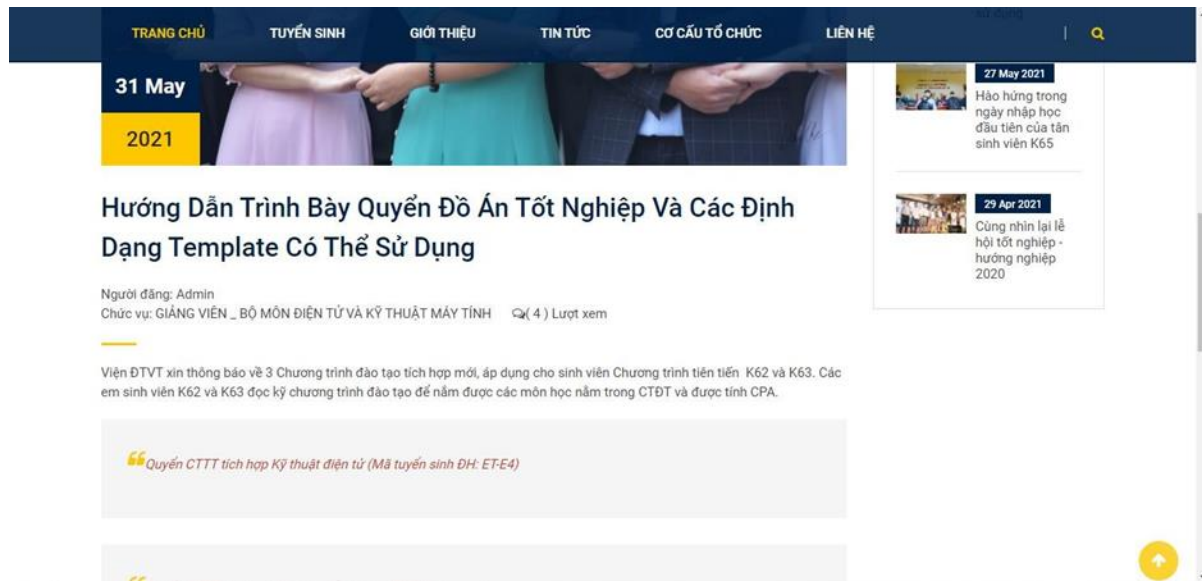 TRANG CHỦ TUYỂN SINH GIỚI THIỆU TIN TỨC CƠ CẤU TỔ CHỨC LIÊN HỆ
31 May
2021
Hướng Dẫn Trình Bày Quyển Đồ Án Tốt Nghiệp Và Các Định
Dạng Template Có Thể Sử Dụng
Người đăng: Admin
Chức vụ: GIẢNG VIÊN _ BỘ MÔN ĐIỆN TỬ VÀ KỸ THUẬT MÁY TÍNH ( 4 ) Lượt xem
Viện ĐTVT xin thông báo về 3 Chương trình đào tạo tích hợp mới, áp dụng cho sinh viên Chương trình tiên tiến K62 và K63. Các
em sinh viên K62 và K63 đọc kỹ chương trình đào tạo để nắm được các môn học nằm trong CTĐT và được tính CPA.
Quyển CTTT tích hợp Kỹ thuật điện tử (Mã tuyển sinh ĐH: ET-E4)
sử dụng
27 May 2021
Hào hứng trong
ngày nhập học
đầu tiên của tân
sinh viên K65
29 Apr 2021
Cùng nhìn lại lễ
hội tốt nghiệp -
hướng nghiệp
2020